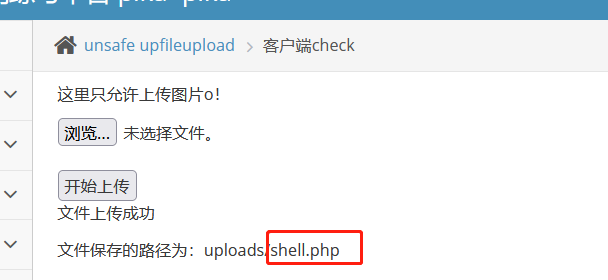 unsafe upfileupload > 客户端check
这里只允许上传图片o!
浏览... 未选择文件。
开始上传
文件上传成功
文件保存的路径为：uploads/shell.php